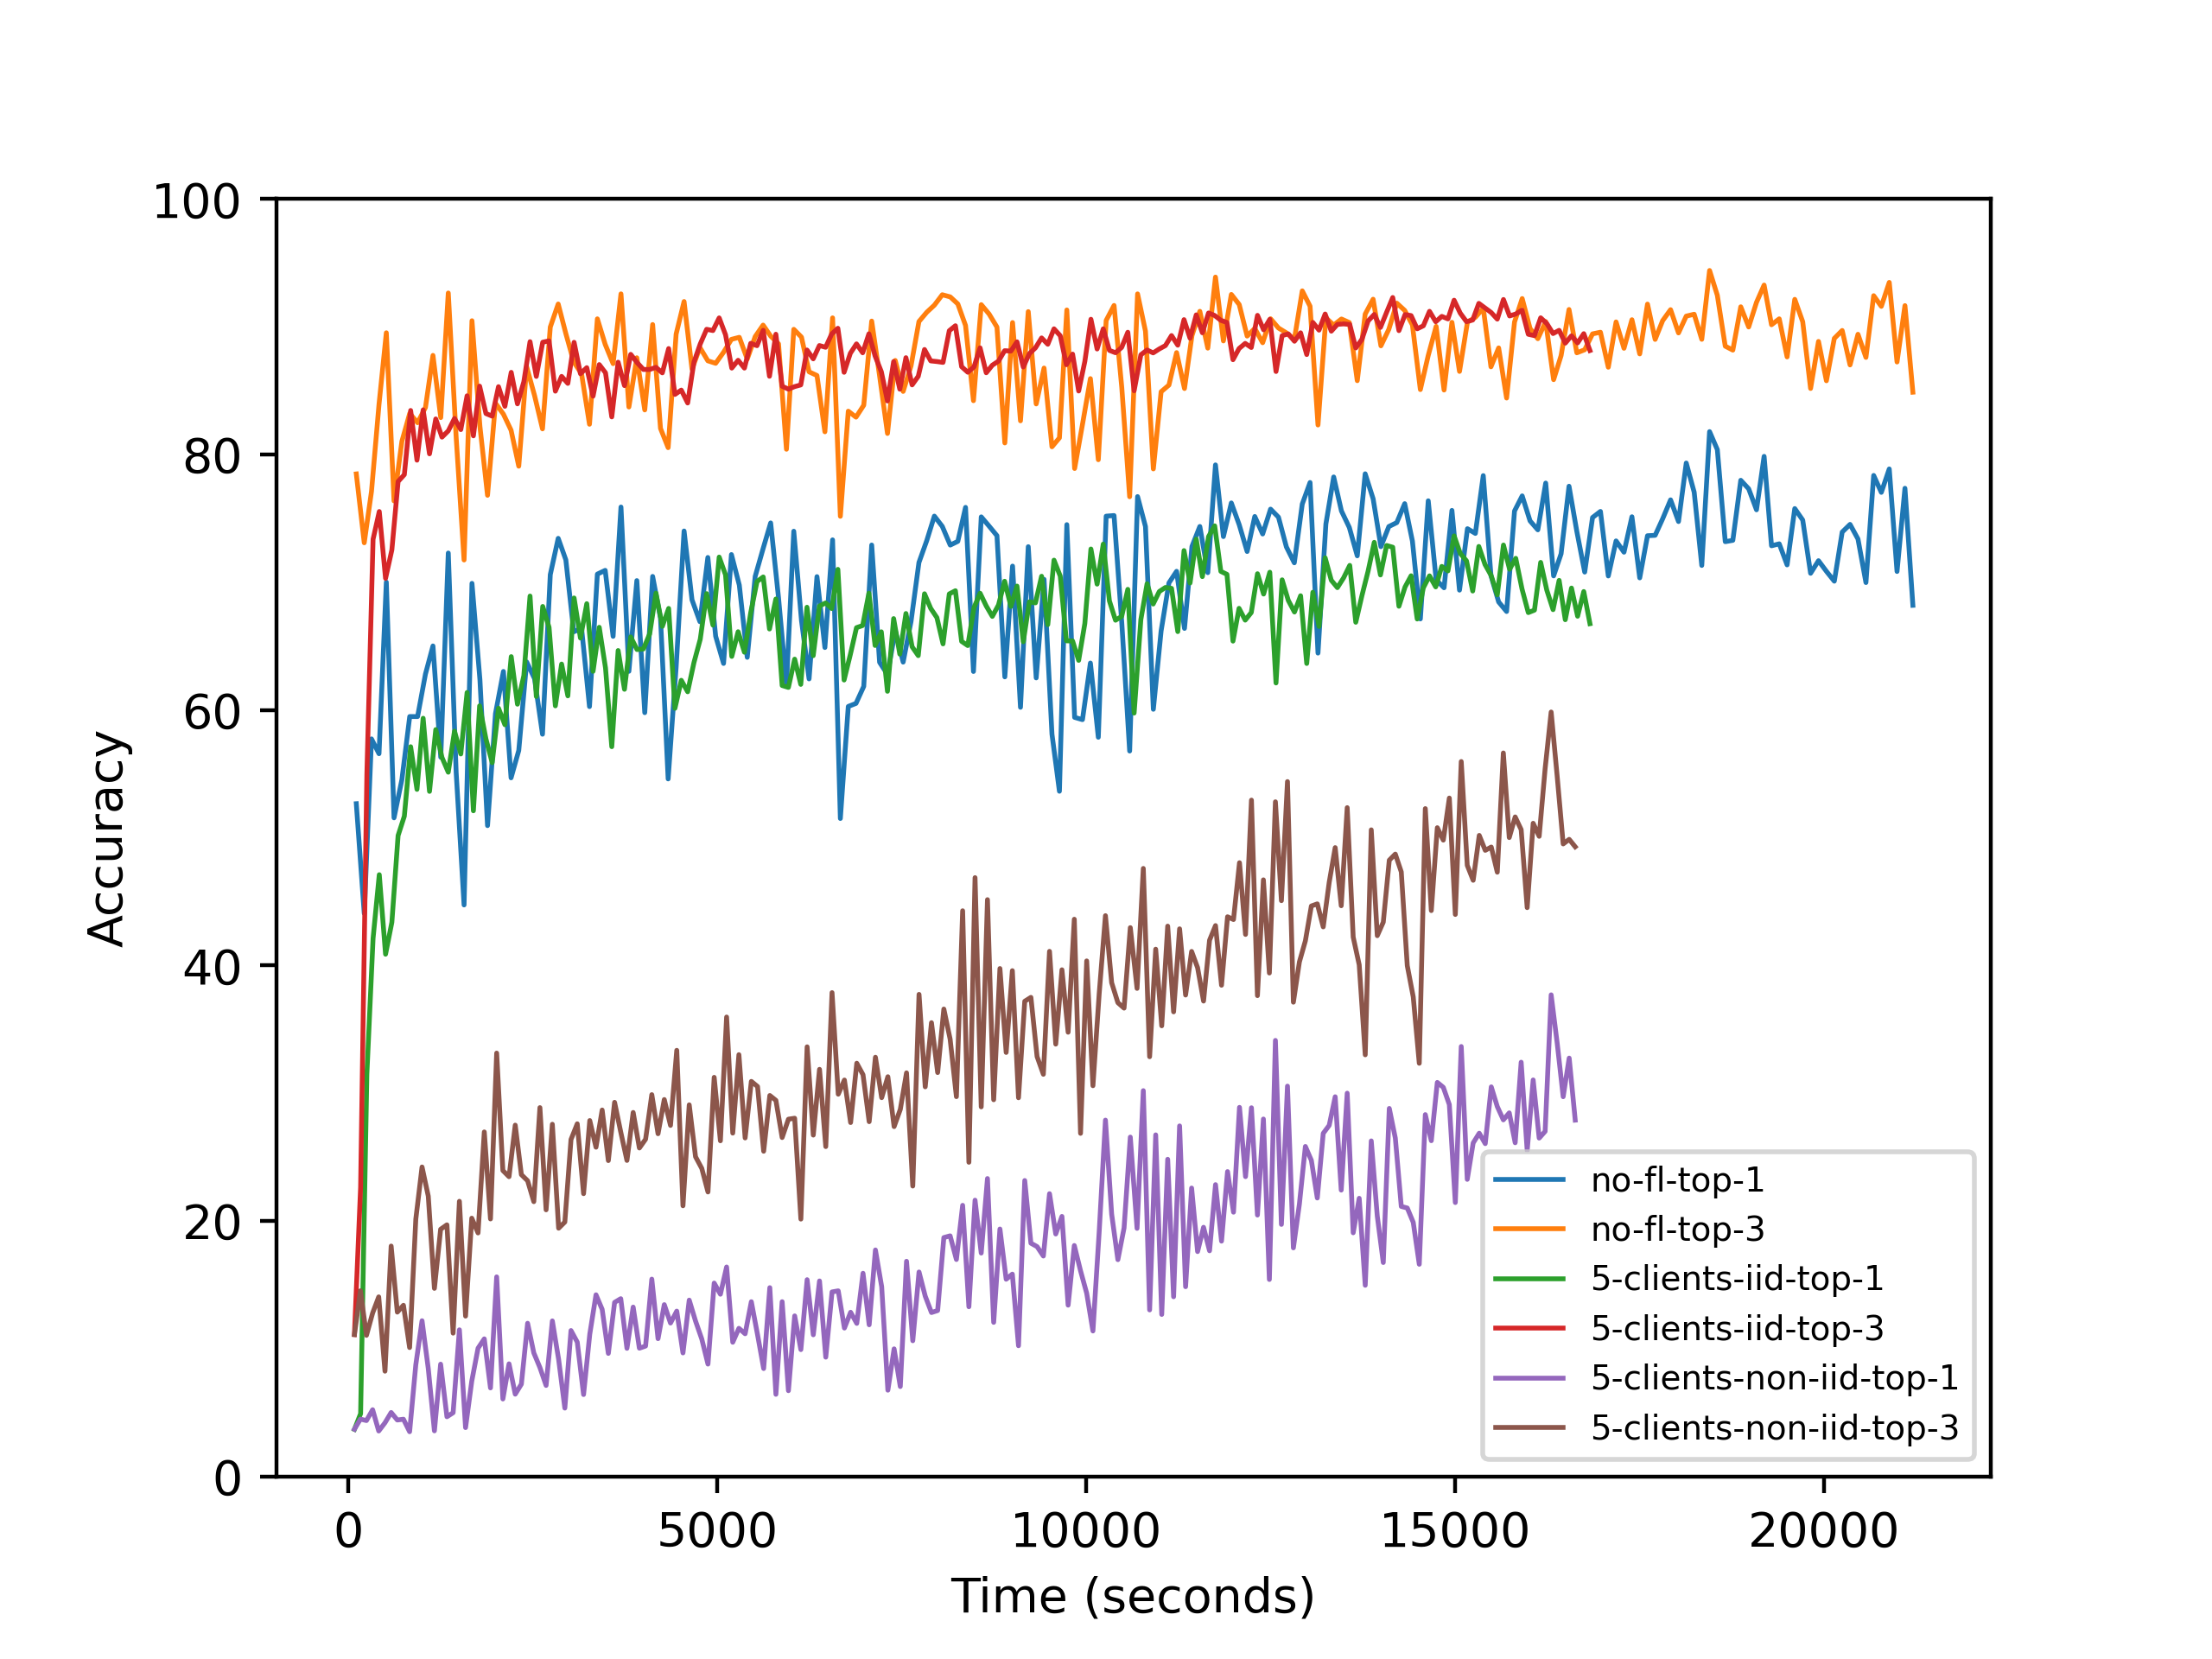 100
80
60
40
20
0
Accuracy
0 5000 10000 15000 20000
Time (seconds)
no-fl-top-1
no-fl-top-3
5-clients-iid-top-1
5-clients-iid-top-3
5-clients-non-iid-top-1
5-clients-non-iid-top-3